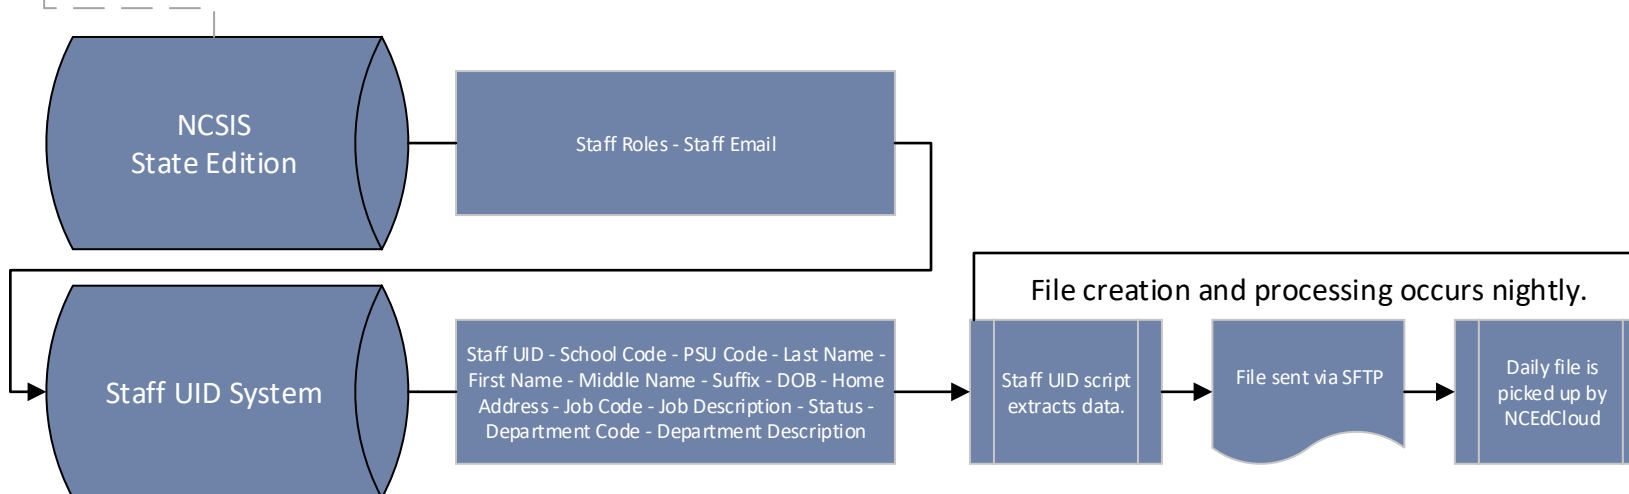 NCSIS
State Edition
Staff Roles - Staff Email
File creation and processing occurs nightly.
Staff UID System
Staff UID - School Code - PSU Code - Last Name -
First Name - Middle Name - Suffix - DOB - Home
Address - Job Code - Job Description - Status -
Department Code - Department Description
Staff UID script
extracts data.
File sent via SFTP
Daily file is
picked up by
NCEdCloud